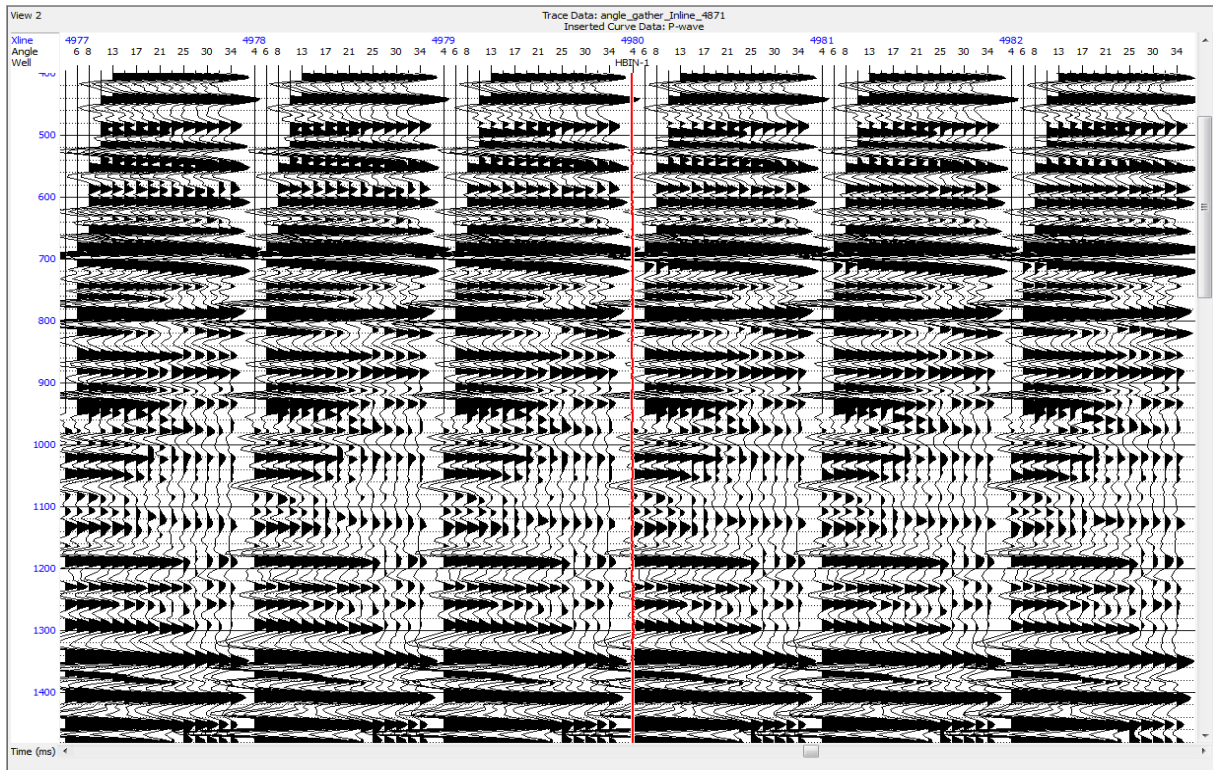 View 2
Trace Data: angle_gather_Inline_4871
Inserted Curve Data: P-wave
Xline 4977 4978 4979 4980 4981 4982
Angle 6 8 13 17 21 25 30 34 4 6 8 13 17 21 25 30 34 4 6 8 13 17 21 25 30 34 4 6 8 13 17 21 25 30 34 4 6 8 13 17 21 25 30 34 4 6 8 13 17 21 25 30 34
Well HBIN-1
400
500
600
700
800
900
1000
1100
1200
1300
1400
Time (ms)